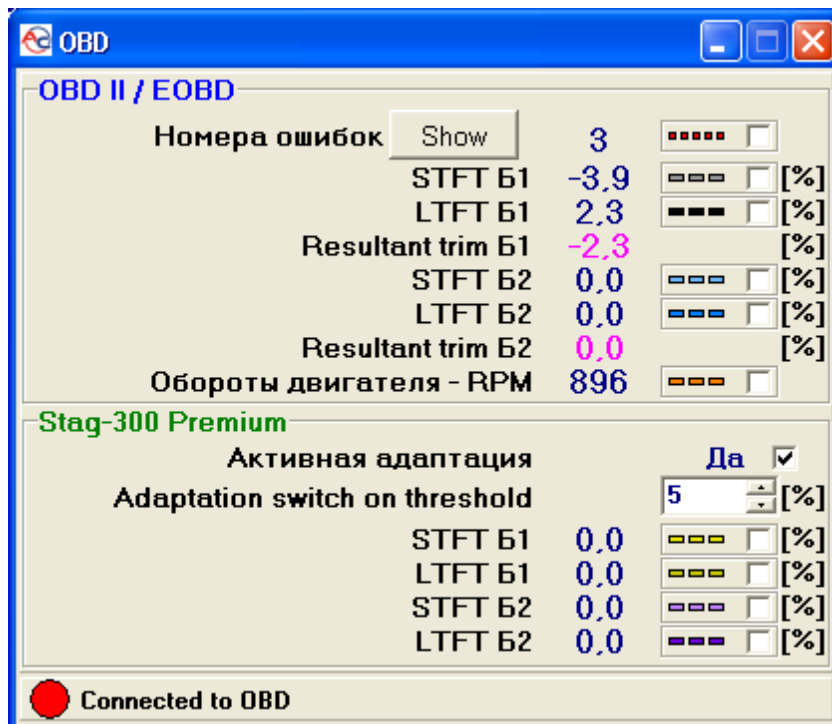 AC OBD
OBD II / EOBD
Номера ошибок Show 3
STFT Б1 -3,9 [%]
LTFT Б1 2,3 [%]
Resultant trim Б1 -2,3 [%]
STFT Б2 0,0 [%]
LTFT Б2 0,0 [%]
Resultant trim Б2 0,0 [%]
Обороты двигателя - RPM 896
Stag-300 Premium
Активная адаптация Да
Adaptation switch on threshold 5 [%]
STFT Б1 0,0 [%]
LTFT Б1 0,0 [%]
STFT Б2 0,0 [%]
LTFT Б2 0,0 [%]
Connected to OBD